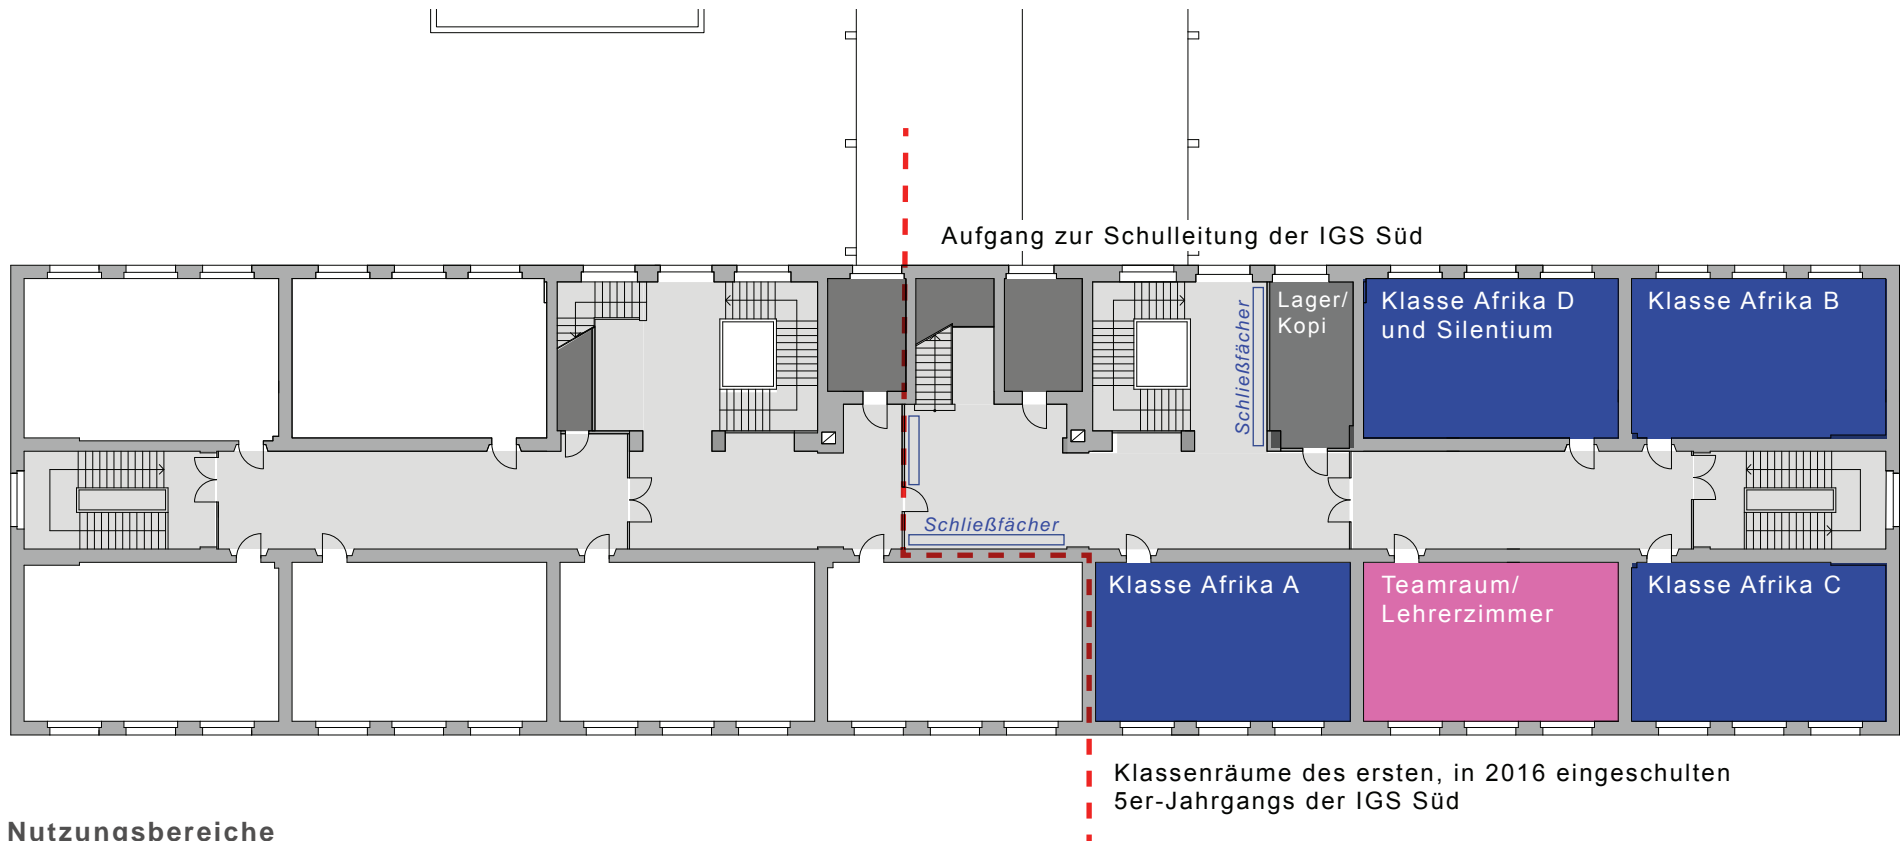 Aufgang zur Schulleitung der IGS Süd
Lager/
Kopi
Klasse Afrika D
und Silentium
Klasse Afrika B
Schließfächer
Schließfächer
Klasse Afrika A
Teamraum/
Lehrerzimmer
Klasse Afrika C
Klassenräume des ersten, in 2016 eingeschulten
5er-Jahrgangs der IGS Süd
Nutzungsbereiche